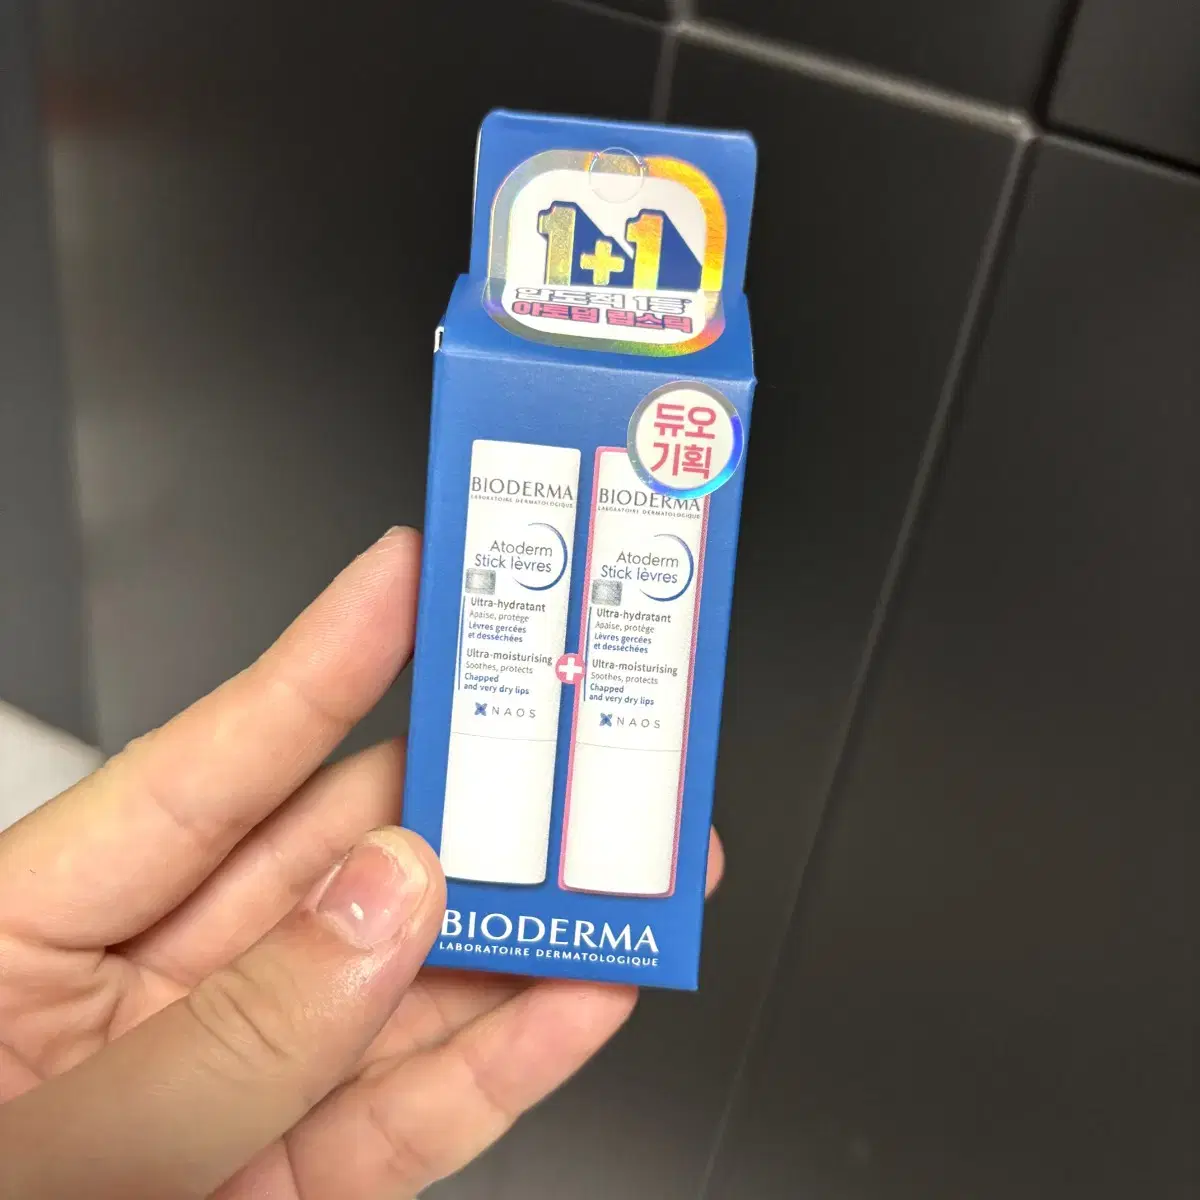 1+1
압도적 1등
아토덤 립스틱
듀오
기획
BIODERMA
LABORATOIRE DERMATOLOGIQUE
Atoderm
Stick lèvres
Ultra-hydratant
Apaise, protège
Lèvres gercées
et desséchées
Ultra-moisturising
Soothes, protects
Chapped
and very dry lips
NAOS
BIODERMA
LABORATOIRE DERMATOLOGIQUE
Atoderm
Stick lèvres
Ultra-hydratant
Apaise, protège
Lèvres gercées
et desséchées
Ultra-moisturising
Soothes, protects
Chapped
and very dry lips
NAOS
BIODERMA
LABORATOIRE DERMATOLOGIQUE